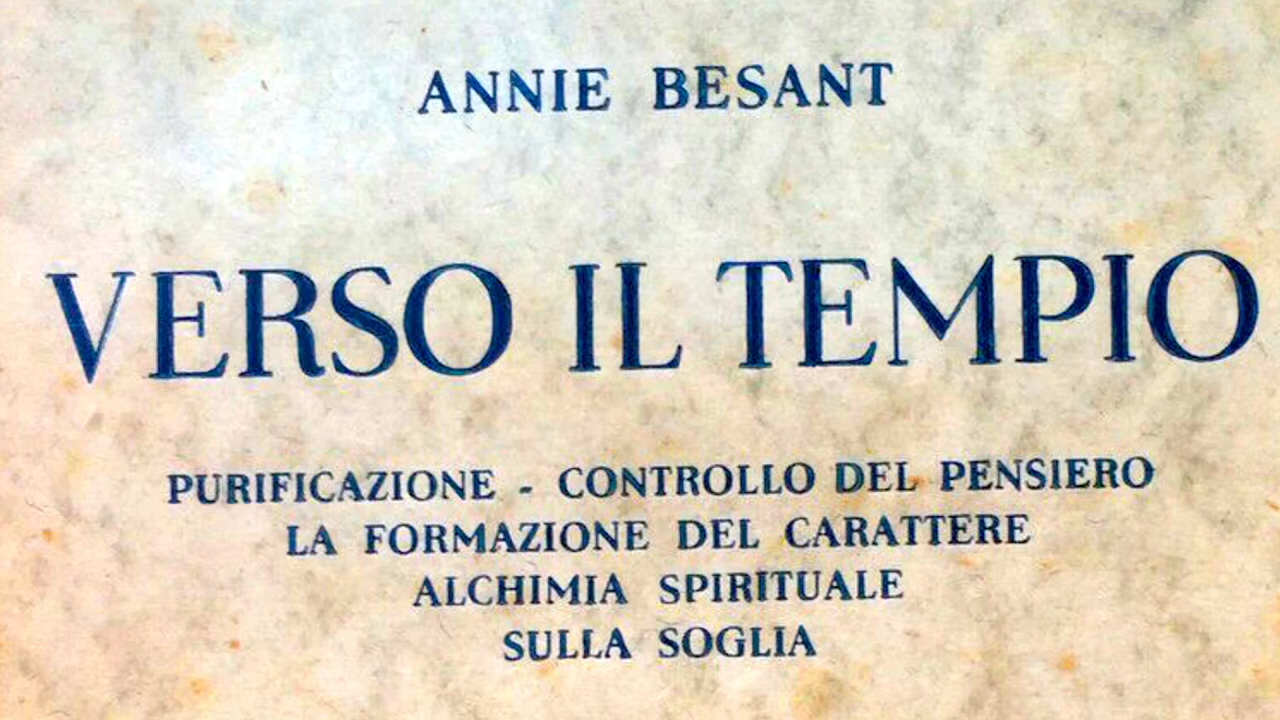 ANNIE BESANT
VERSO IL TEMPIO
PURIFICAZIONE - CONTROLLO DEL PENSIERO
LA FORMAZIONE DEL CARATTERE
ALCHIMIA SPIRITUALE
SULLA SOGLIA